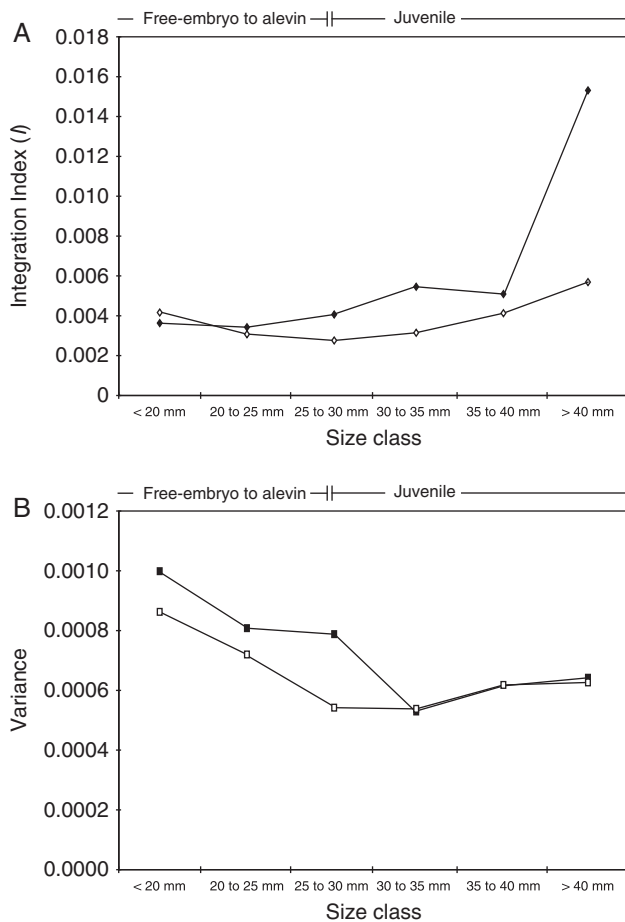 A
Free-embryo to alevin
Juvenile
0.018
0.016
0.014
0.012
0.010
0.008
0.006
0.004
0.002
0
Integration Index (I)
< 20 mm 20 to 25 mm 25 to 30 mm 30 to 35 mm 35 to 40 mm > 40 mm
Size class
B
Free-embryo to alevin
Juvenile
0.0012
0.0010
0.0008
0.0006
0.0004
0.0002
0.0000
Variance
< 20 mm 20 to 25 mm 25 to 30 mm 30 to 35 mm 35 to 40 mm > 40 mm
Size class